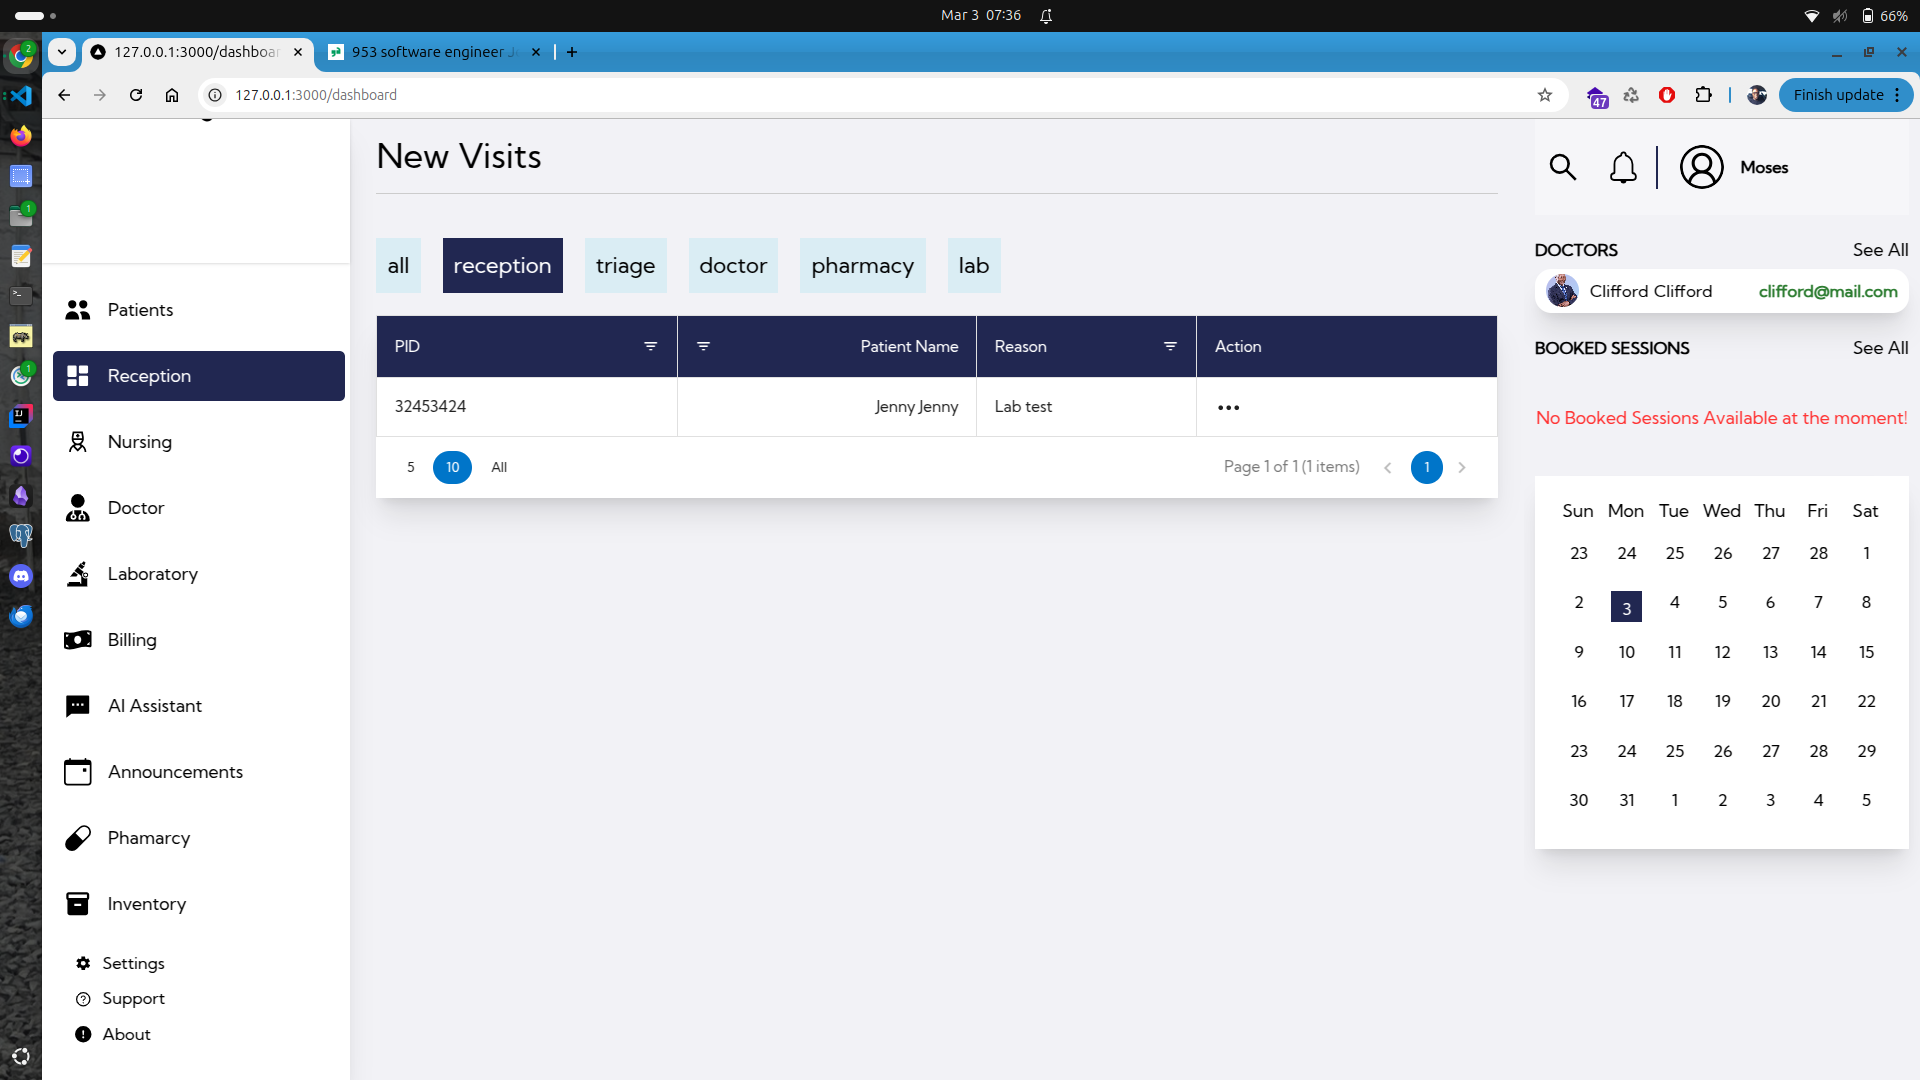 Mar 3 07:36
66%
127.0.0.1:3000/dashboar
953 software engineer Jo
127.0.0.1:3000/dashboard
47
Finish update
New Visits
Moses
all
reception
triage
doctor
pharmacy
lab
DOCTORS
See All
Clifford Clifford
clifford@mail.com
BOOKED SESSIONS
See All
No Booked Sessions Available at the moment!
Patients
Reception
Nursing
Doctor
Laboratory
Billing
AI Assistant
Announcements
Phamarcy
Inventory
Settings
Support
About
PID
Patient Name
Reason
Action
32453424
Jenny Jenny
Lab test
5 10 All
Page 1 of 1 (1 items)
1
Sun Mon Tue Wed Thu Fri Sat
23 24 25 26 27 28 1
2 3 4 5 6 7 8
9 10 11 12 13 14 15
16 17 18 19 20 21 22
23 24 25 26 27 28 29
30 31 1 2 3 4 5